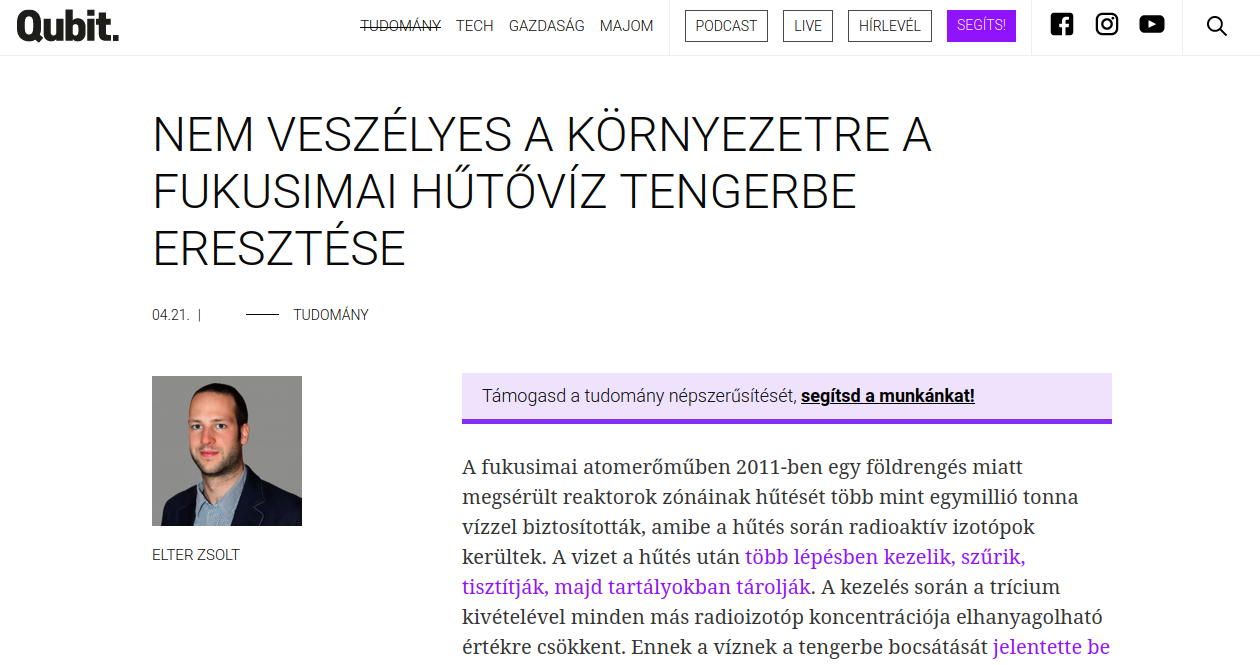 Qubit.
TUDOMÁNY TECH GAZDASÁG MAJOM PODCAST LIVE HÍRLEVÉL SEGÍTS!
NEM VESZÉLYES A KÖRNYEZETRE A
FUKUSIMAI HŰTŐVÍZ TENGERBE
ERESZTÉSE
04.21. | TUDOMÁNY
ELTER ZSOLT
Támogasd a tudomány népszerűsítését, segítsd a munkánkat!
A fukusimai atomerőműben 2011-ben egy földrengés miatt
megsérült reaktorok zónáinak hűtését több mint egymillió tonna
vízzel biztosították, amibe a hűtés során radioaktív izotópok
kerültek. A vizet a hűtés után több lépésben kezelik, szűrik,
tisztítják, majd tartályokban tárolják. A kezelés során a trícium
kivételével minden más radioizotóp koncentrációja elhanyagolható
értékre csökkent. Ennek a víznek a tengerbe bocsátását jelentette be